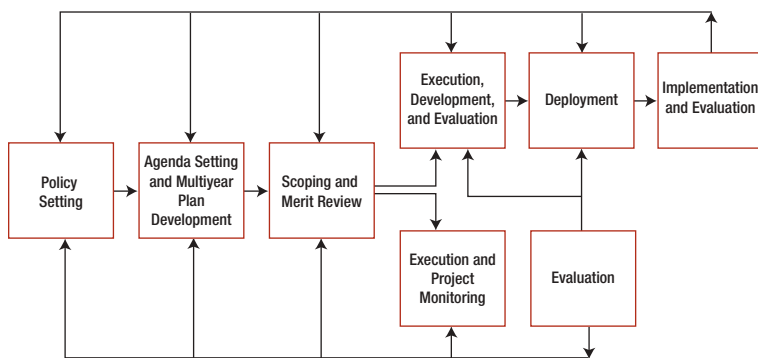 Execution,
Development,
and Evaluation
Deployment
Implementation
and Evaluation
Policy
Setting
Agenda Setting
and Multiyear
Plan
Development
Scoping and
Merit Review
Execution and
Project
Monitoring
Evaluation